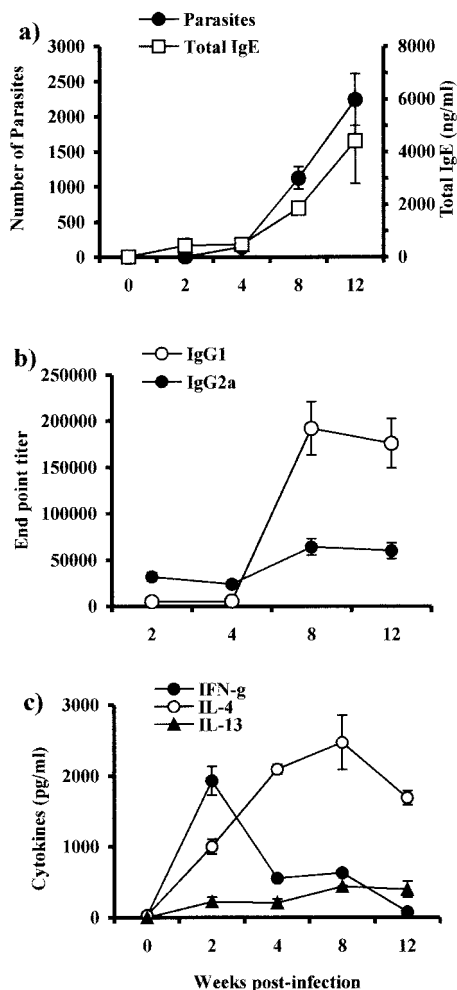 a)
Parasites
Total IgE
Number of Parasites
3000
2500
2000
1500
1000
500
0
Total IgE (ng/ml)
8000
6000
4000
2000
0
0 2 4 8 12
b)
IgG1
IgG2a
End point titer
250000
200000
150000
100000
50000
0
2 4 8 12
c)
IFN-g
IL-4
IL-13
Cytokines (pg/ml)
3000
2000
1000
0
0 2 4 8 12
Weeks post-infection